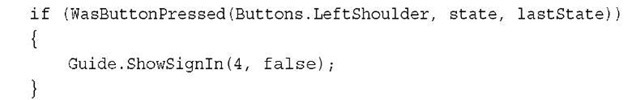 if (WasButtonPressed(Buttons.LeftShoulder, state, lastState))
{
Guide.ShowSignIn(4, false);
}